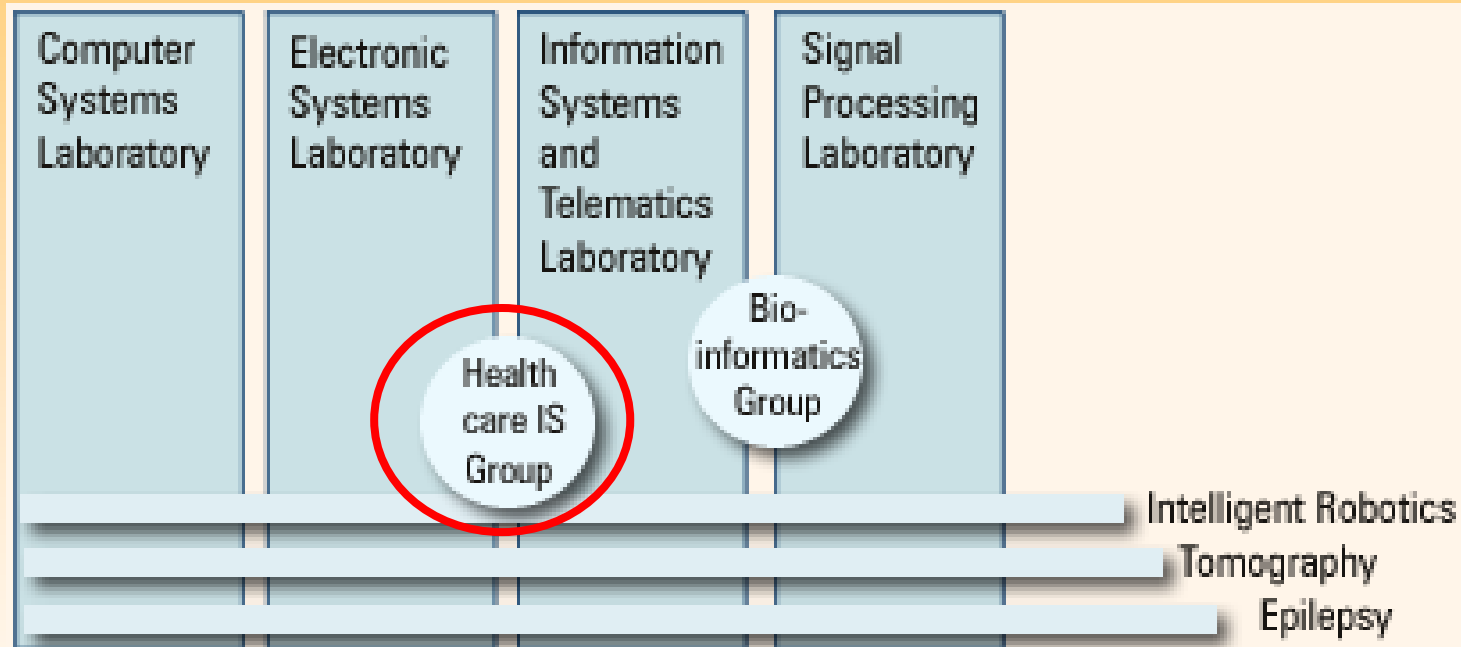 Computer
Systems
Laboratory
Electronic
Systems
Laboratory
Information
Systems
and
Telematics
Laboratory
Signal
Processing
Laboratory
Health
care IS
Group
Bio-
informatics
Group
Intelligent Robotics
Tomography
Epilepsy